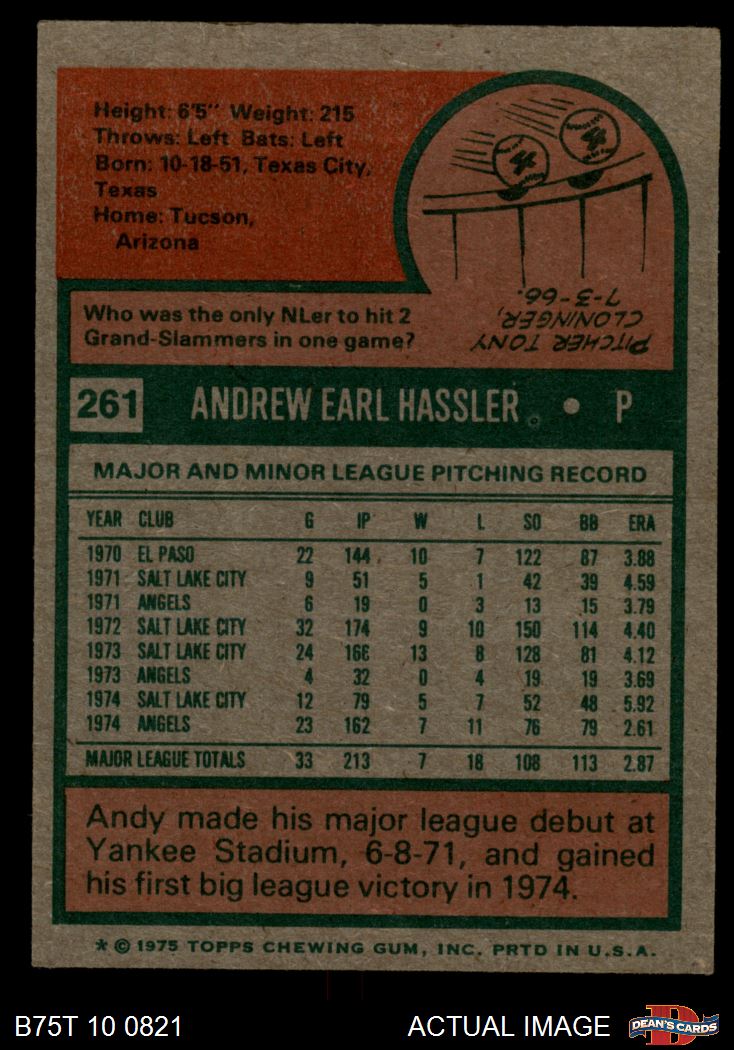 Height: 6'5" Weight: 215
Throws: Left Bats: Left
Born: 10-18-51, Texas City,
Texas
Home: Tucson,
Arizona
Who was the only NLer to hit 2
Grand-Slammers in one game?
PITCHER TONY
CLONINGER,
7-3-66.
261 ANDREW EARL HASSLER • P
MAJOR AND MINOR LEAGUE PITCHING RECORD
YEAR CLUB G IP W L SO BB ERA
1970 EL PASO 22 144 10 7 122 87 3.88
1971 SALT LAKE CITY 9 51 5 1 42 39 4.59
1971 ANGELS 6 19 0 3 13 15 3.79
1972 SALT LAKE CITY 32 174 9 10 150 114 4.40
1973 SALT LAKE CITY 24 166 13 8 128 81 4.12
1973 ANGELS 4 32 0 4 19 19 3.69
1974 SALT LAKE CITY 12 79 5 7 52 48 5.92
1974 ANGELS 23 162 7 11 76 79 2.61
MAJOR LEAGUE TOTALS 33 213 7 18 108 113 2.87
Andy made his major league debut at
Yankee Stadium, 6-8-71, and gained
his first big league victory in 1974.
* © 1975 TOPPS CHEWING GUM, INC. PRTD IN U.S.A.
B75T 10 0821 ACTUAL IMAGE DEAN'S CARDS